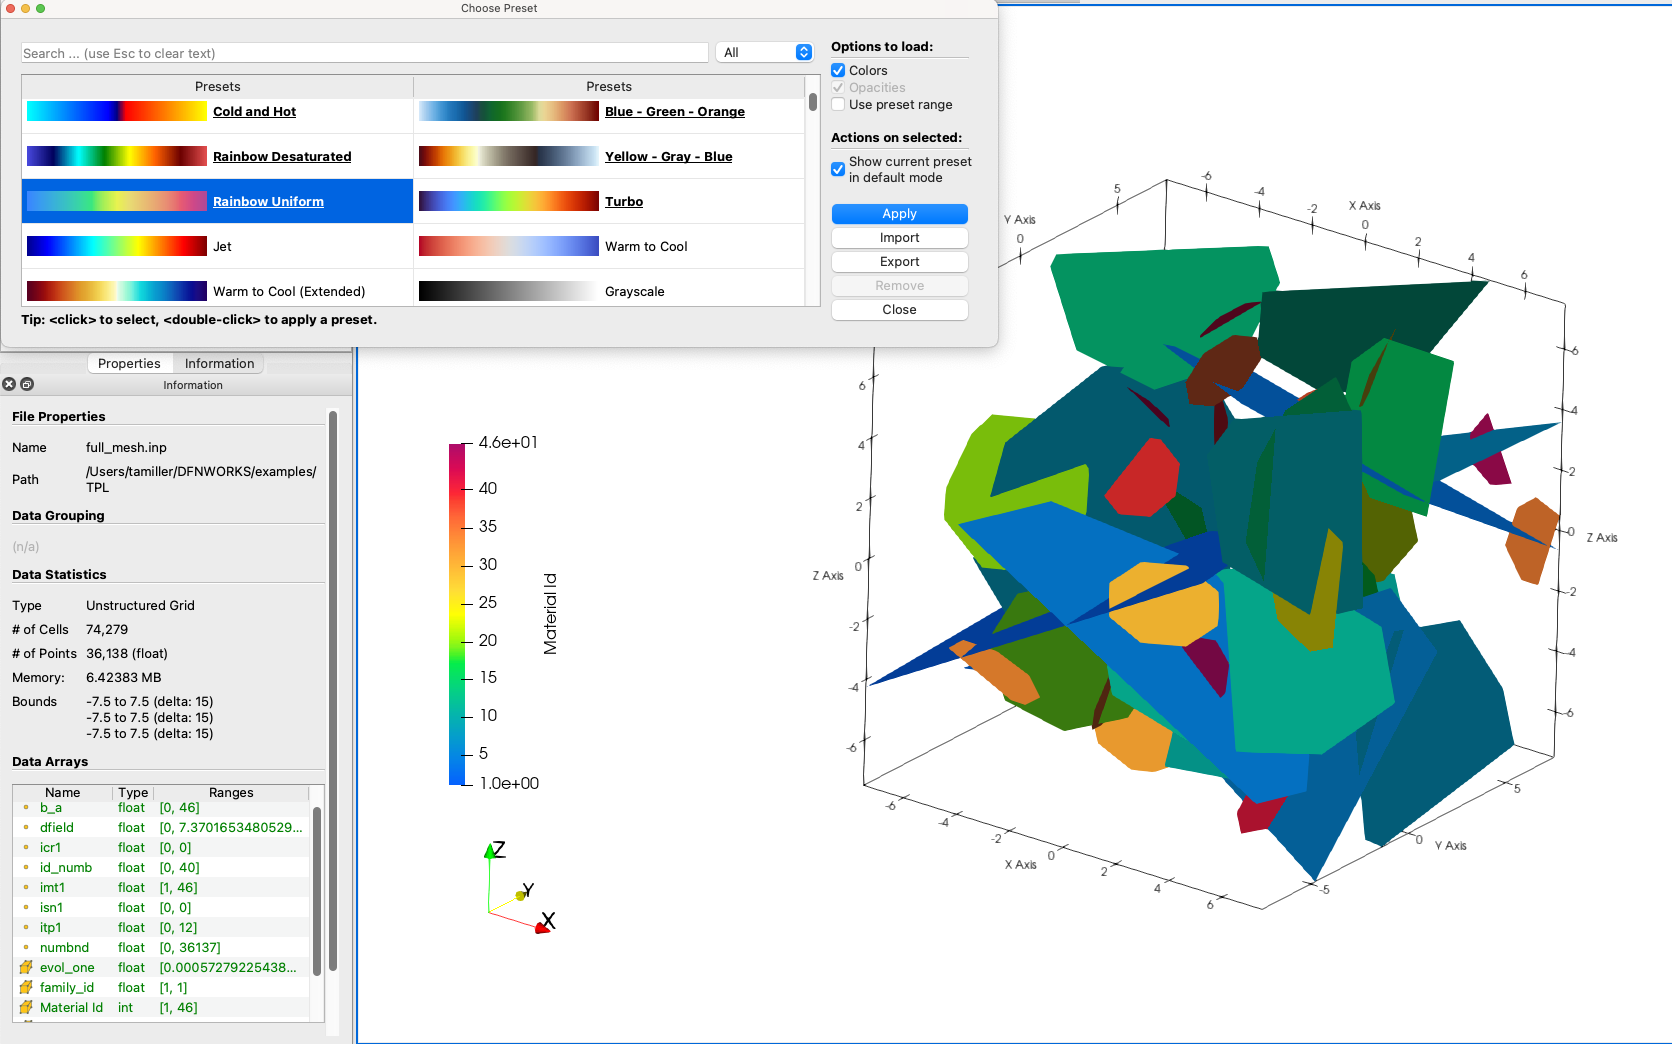 Choose Preset
Search ... (use Esc to clear text)
All
Presets
Presets
Cold and Hot
Blue - Green - Orange
Rainbow Desaturated
Yellow - Gray - Blue
Rainbow Uniform
Turbo
Jet
Warm to Cool
Warm to Cool (Extended)
Grayscale
Tip: <click> to select, <double-click> to apply a preset.
Options to load:
Colors
Opacities
Use preset range
Actions on selected:
Show current preset
in default mode
Apply
Import
Export
Remove
Close
Properties
Information
Information
File Properties
Name full_mesh.inp
Path /Users/tamiller/DFNWORKS/examples/
TPL
Data Grouping
(n/a)
Data Statistics
Type Unstructured Grid
# of Cells 74,279
# of Points 36,138 (float)
Memory: 6.42383 MB
Bounds -7.5 to 7.5 (delta: 15)
-7.5 to 7.5 (delta: 15)
-7.5 to 7.5 (delta: 15)
Data Arrays
Name Type Ranges
b_a float [0, 46]
dfield float [0, 7.3701653480529...
icr1 float [0, 0]
id_numb float [0, 40]
imt1 float [1, 46]
isn1 float [0, 0]
itp1 float [0, 12]
numbnd float [0, 36137]
evol_one float [0.00057279225438...
family_id float [1, 1]
Material Id int [1, 46]
4.6e+01
40
35
30
25
20
15
10
5
1.0e+00
Material Id
Z
Y
X
Y Axis
5
0
X Axis
-6
-4
-2
0
2
4
6
Z Axis
6
4
2
0
-2
-4
-6
X Axis
-6
-4
-2
0
2
4
6
Y Axis
-5
0
5
Z Axis
6
4
2
0
-2
-4
-6